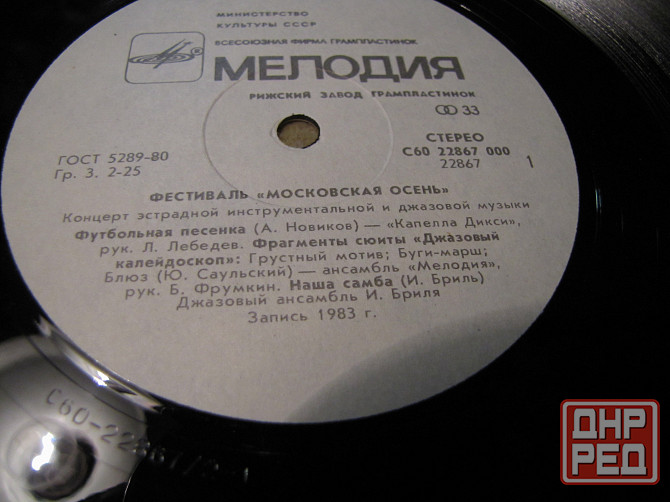 МИНИСТЕРСТВО
КУЛЬТУРЫ СССР
ВСЕСОЮЗНАЯ ФИРМА ГРАМПЛАСТИНОК
МЕЛОДИЯ
РИЖСКИЙ ЗАВОД ГРАМПЛАСТИНОК
33
ГОСТ 5289-80
Гр. 3. 2-25
СТЕРЕО
С60 22867 000
22867
1
ФЕСТИВАЛЬ «МОСКОВСКАЯ ОСЕНЬ»
Концерт эстрадной инструментальной и джазовой музыки
Футбольная песенка (А. Новиков) — «Капелла Дикси»,
рук. Л. Лебедев. Фрагменты сюиты «Джазовый
калейдоскоп»: Грустный мотив; Буги-марш;
Блюз (Ю. Саульский) — ансамбль «Мелодия»,
рук. Б. Фрумкин. Наша самба (И. Бриль)
Джазовый ансамбль И. Бриля
Запись 1983 г.
ДНР
РЕД